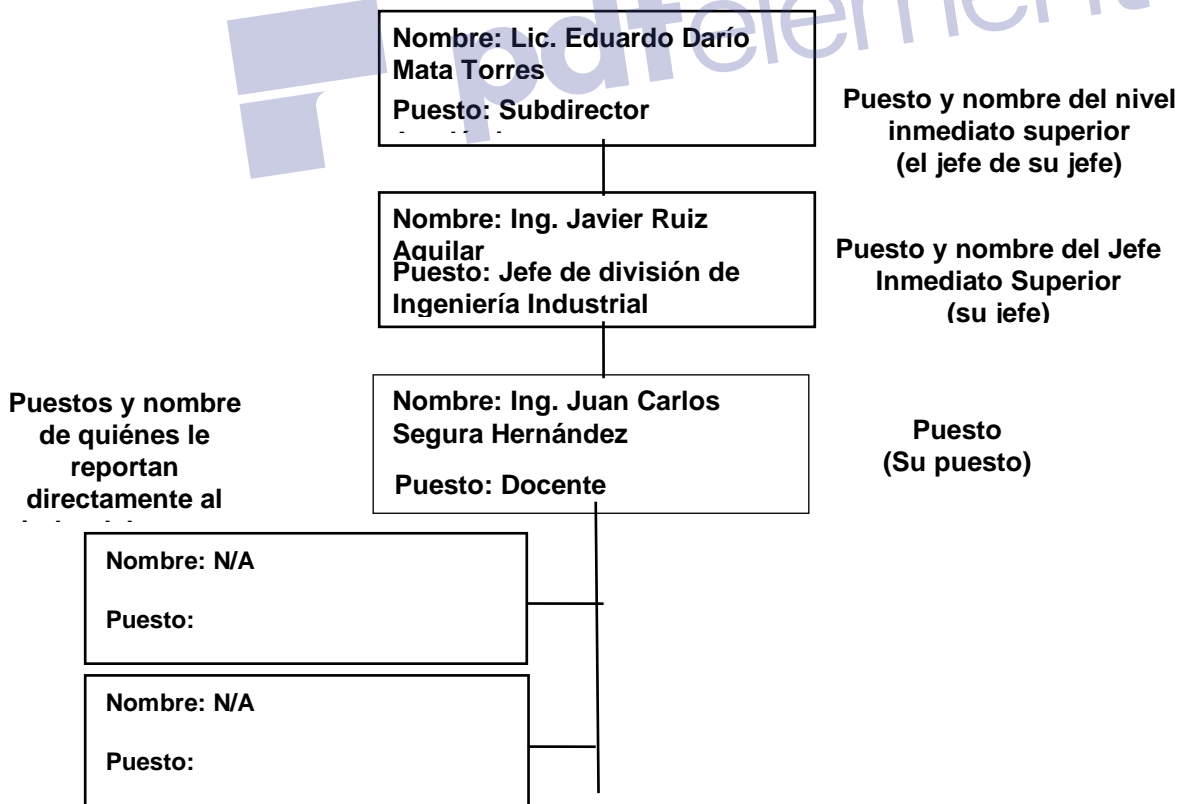 pdfelement
Nombre: Lic. Eduardo Darío
Mata Torres
Puesto: Subdirector
Puesto y nombre del nivel
inmediato superior
(el jefe de su jefe)
Nombre: Ing. Javier Ruiz
Aguilar
Puesto: Jefe de división de
Ingeniería Industrial
Puesto y nombre del Jefe
Inmediato Superior
(su jefe)
Puestos y nombre
de quiénes le
reportan
directamente al
Nombre: Ing. Juan Carlos
Segura Hernández
Puesto: Docente
Puesto
(Su puesto)
Nombre: N/A
Puesto:
Nombre: N/A
Puesto: